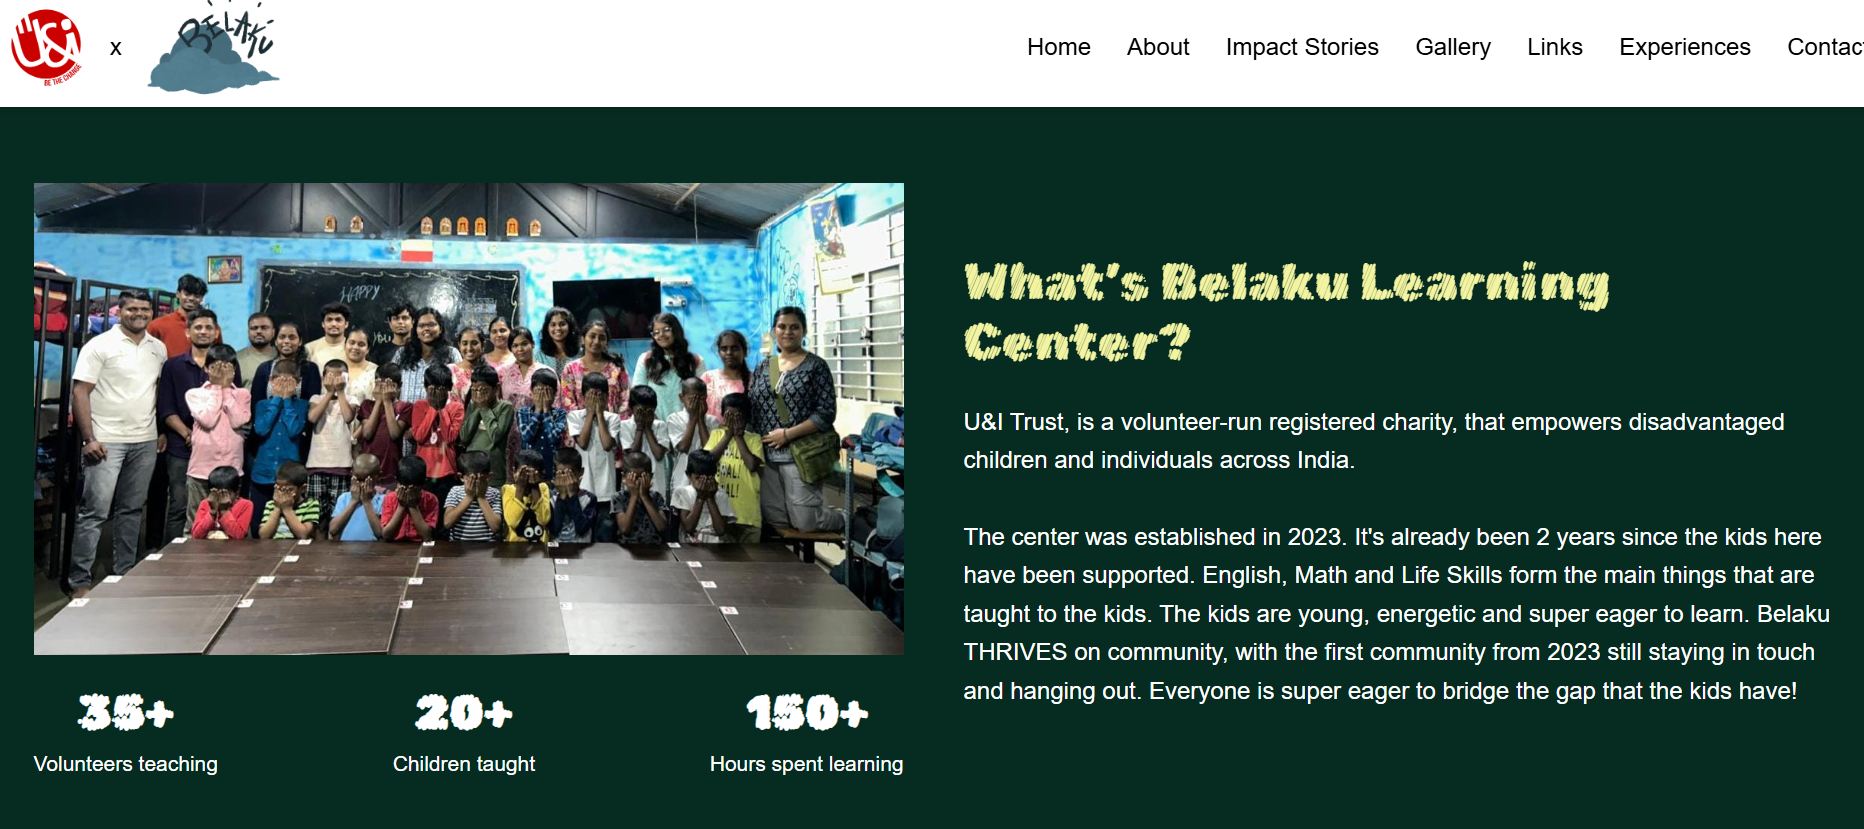 U&i
BE THE CHANGE
x
BELAKU
Home
About
Impact Stories
Gallery
Links
Experiences
Contac
HAPPY
YOU
What's Belaku Learning
Center?
U&I Trust, is a volunteer-run registered charity, that empowers disadvantaged
children and individuals across India.
The center was established in 2023. It's already been 2 years since the kids here
have been supported. English, Math and Life Skills form the main things that are
taught to the kids. The kids are young, energetic and super eager to learn. Belaku
THRIVES on community, with the first community from 2023 still staying in touch
and hanging out. Everyone is super eager to bridge the gap that the kids have!
35+
20+
150+
Volunteers teaching
Children taught
Hours spent learning